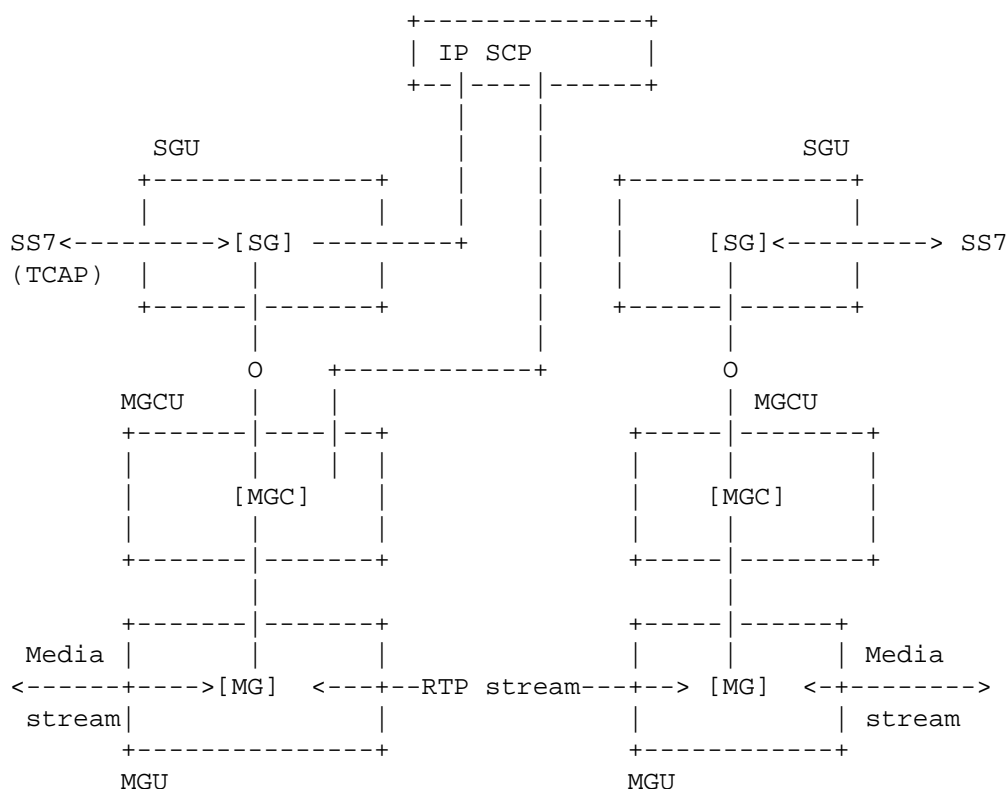 IP SCP
SGU SGU
SS7<--------->[SG] ---------+ [SG]<---------> SS7
(TCAP)
O +------------+ O
MGCU MGCU
[MGC] [MGC]
Media Media
<------+---->[MG] <---+--RTP stream---+--> [MG] <-+-------->
stream stream
MGU MGU